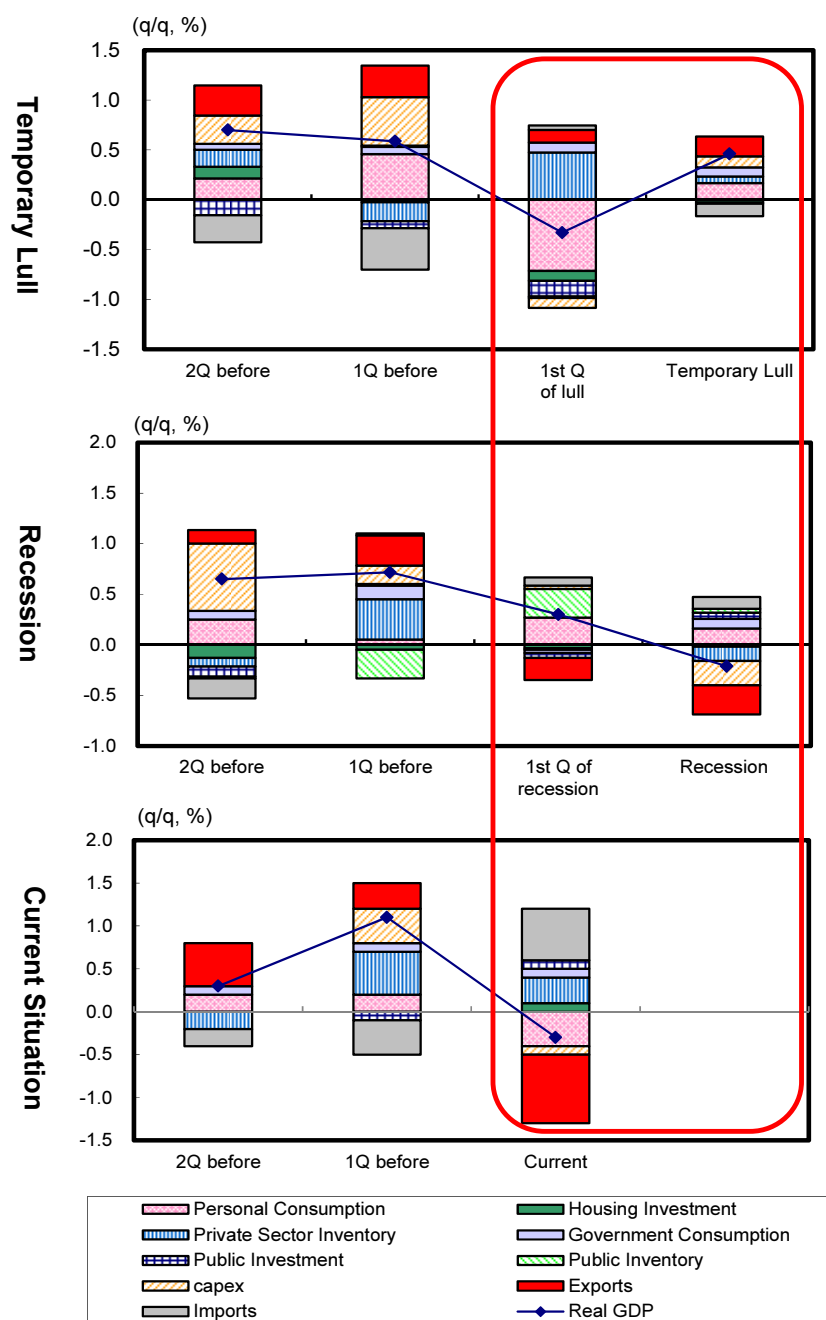 (q/q, %)
Temporary Lull
1.5
1.0
0.5
0.0
-0.5
-1.0
-1.5
2Q before
1Q before
1st Q
of lull
Temporary Lull
(q/q, %)
Recession
2.0
1.5
1.0
0.5
0.0
-0.5
-1.0
2Q before
1Q before
1st Q of
recession
Recession
(q/q, %)
Current Situation
2.0
1.5
1.0
0.5
0.0
-0.5
-1.0
-1.5
2Q before
1Q before
Current
Personal Consumption
Housing Investment
Private Sector Inventory
Government Consumption
Public Investment
Public Inventory
capex
Exports
Imports
Real GDP